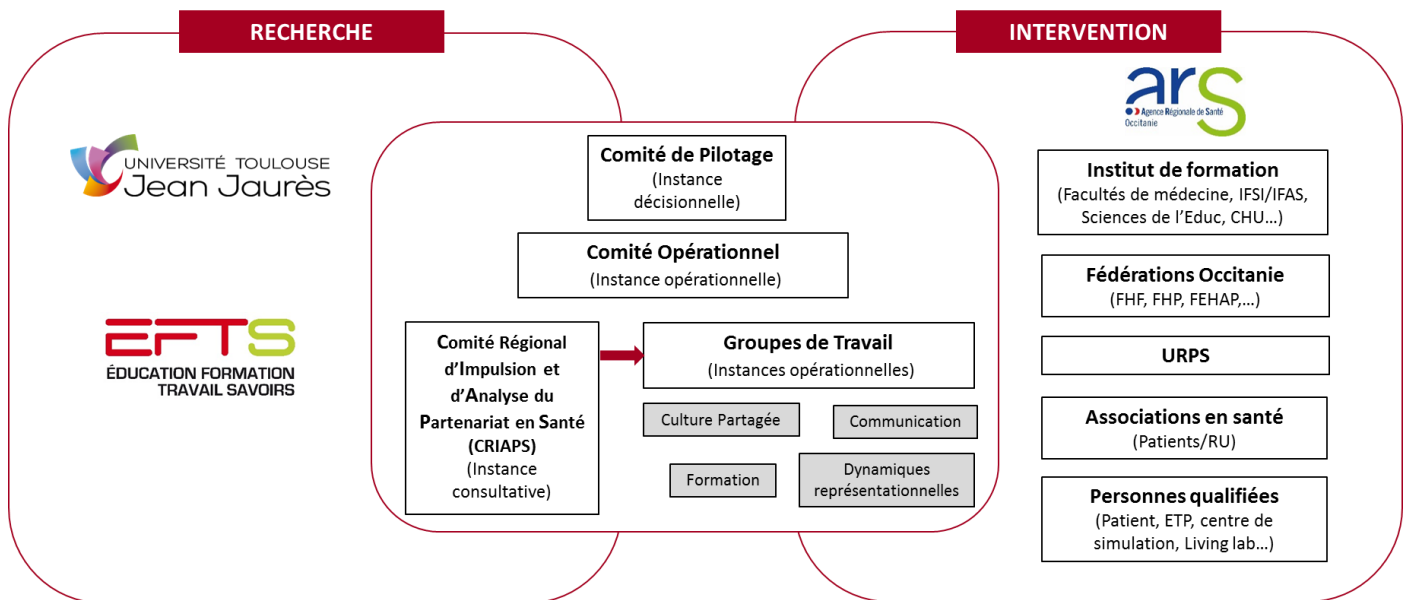 RECHERCHE
INTERVENTION
UNIVERSITÉ TOULOUSE
Jean Jaurès
EFTS
ÉDUCATION FORMATION
TRAVAIL SAVOIRS
Comité de Pilotage
(Instance
décisionnelle)
Comité Opérationnel
(Instance opérationnelle)
Comité Régional
d’Impulsion et
d’Analyse du
Partenariat en Santé
(CRIAPS)
(Instance
consultative)
Groupes de Travail
(Instances opérationnelles)
Culture Partagée
Communication
Formation
Dynamiques
représentationnelles
ars
Agence Régionale de Santé
Occitanie
Institut de formation
(Facultés de médecine, IFSI/IFAS,
Sciences de l’Educ, CHU…)
Fédérations Occitanie
(FHF, FHP, FEHAP,…)
URPS
Associations en santé
(Patients/RU)
Personnes qualifiées
(Patient, ETP, centre de
simulation, Living lab…)